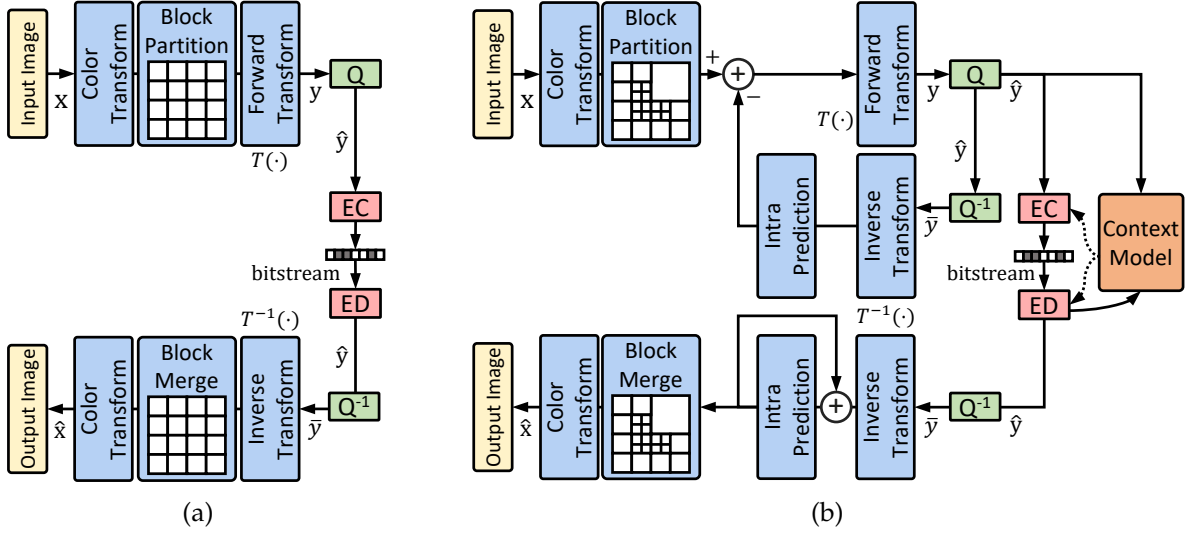 Input Image
x
Color
Transform
Block
Partition
Forward
Transform
T(·)
y
Q
ŷ
EC
bitstream
ED
ŷ
Q-1
ȳ
T⁻¹(·)
Inverse
Transform
Block
Merge
Color
Transform
x̂
Output Image
(a)
Input Image
x
Color
Transform
Block
Partition
+
+
−
T(·)
Forward
Transform
y
Q
ŷ
ŷ
Q-1
ȳ
Inverse
Transform
Intra
Prediction
EC
Context
Model
bitstream
ED
T⁻¹(·)
ŷ
Q-1
ȳ
Inverse
Transform
+
Intra
Prediction
Block
Merge
Color
Transform
x̂
Output Image
(b)